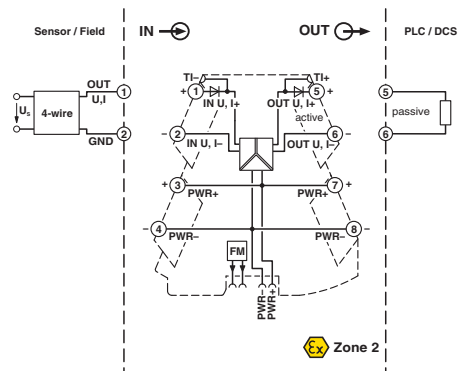 Sensor / Field
IN
OUT
PLC / DCS
TI–
TI+
OUT
U,I
1
1
+
5
+
5
IN U, I+
OUT U, I+
Us
4-wire
active
passive
2
GND
–
2
IN U, I–
OUT U, I–
6
–
6
+
3
PWR+
PWR+
7
+
–
4
PWR–
PWR–
8
–
FM
PWR–
PWR+
Ex
Zone 2